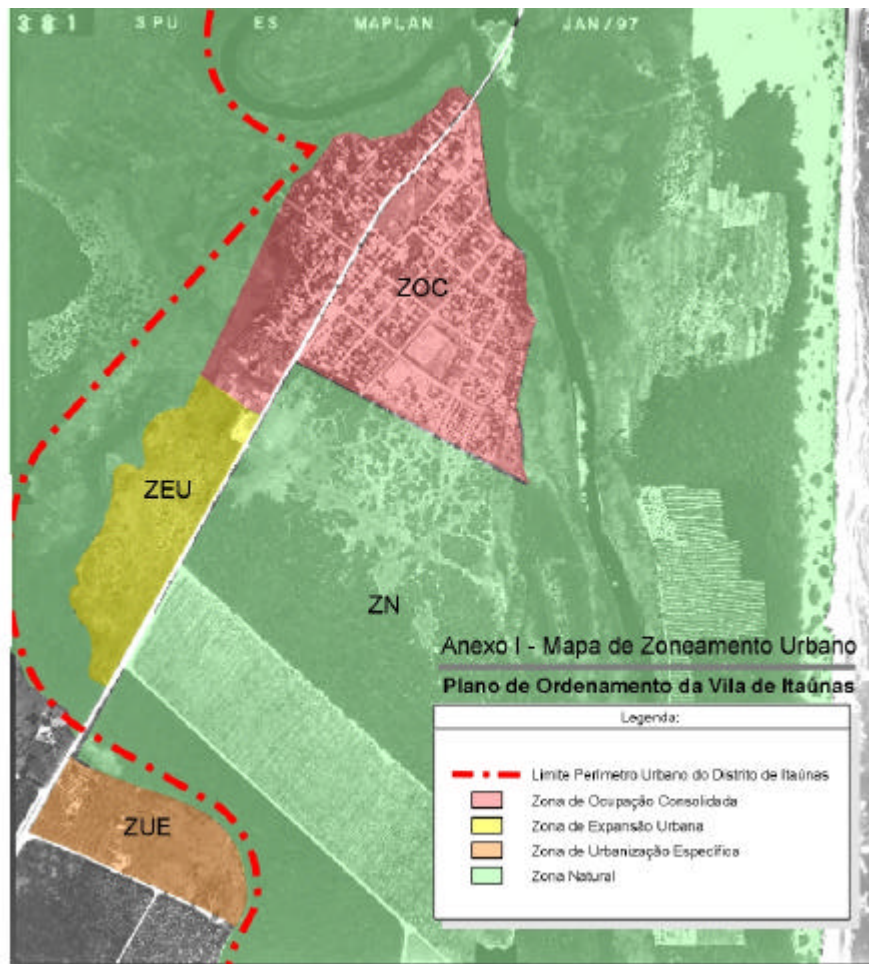 381 SPU ES MAPLAN JAN/97
ZOC
ZEU
ZN
ZUE
Anexo I - Mapa de Zoneamento Urbano
Plano de Ordenamento da Vila de Itaúnas
Legenda:
Limite Perímetro Urbano do Distrito de Itaúnas
Zona de Ocupação Consolidada
Zona de Expansão Urbana
Zona de Urbanização Específica
Zona Natural